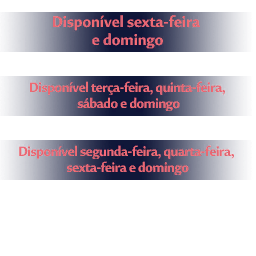 Disponível sexta-feira
e domingo
Disponível terça-feira, quinta-feira,
sábado e domingo
Disponível segunda-feira, quarta-feira,
sexta-feira e domingo